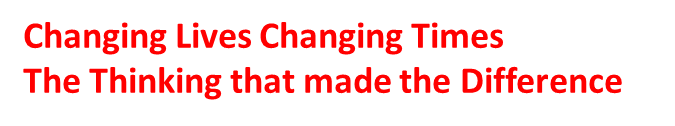 Changing Lives Changing Times
The Thinking that made the Difference